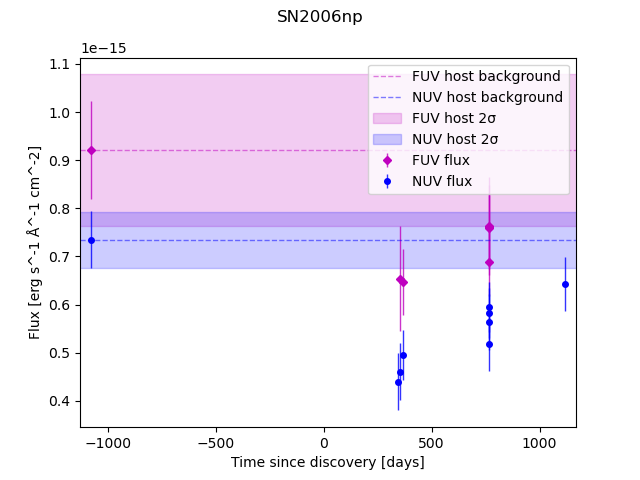 SN2006np
1e−15
1.1
1.0
0.9
0.8
0.7
0.6
0.5
0.4
Flux [erg s^-1 Å^-1 cm^-2]
FUV host background
NUV host background
FUV host 2σ
NUV host 2σ
FUV flux
NUV flux
−1000 −500 0 500 1000
Time since discovery [days]